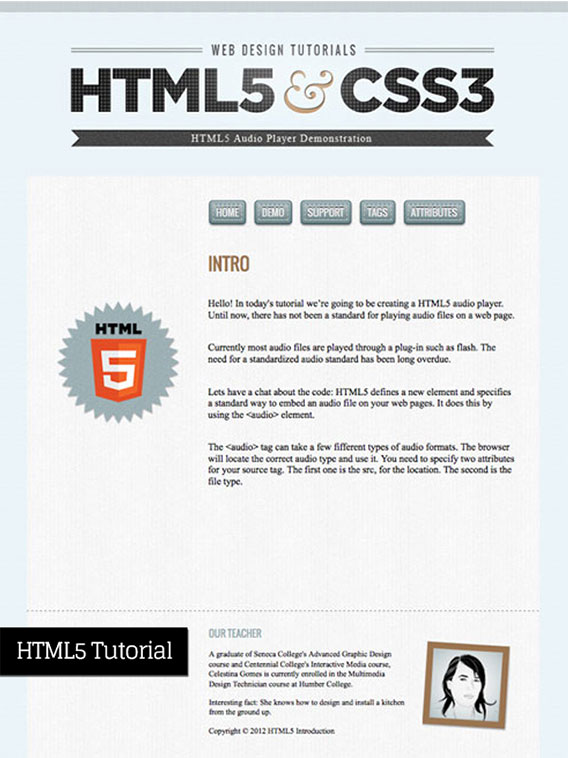 WEB DESIGN TUTORIALS
HTML5 & CSS3
HTML5 Audio Player Demonstration
HOME DEMO SUPPORT TAGS ATTRIBUTES
INTRO
Hello! In today's tutorial we're going to be creating a HTML5 audio player.
Until now, there has not been a standard for playing audio files on a web page.
Currently most audio files are played through a plug-in such as flash. The
need for a standardized audio standard has been long overdue.
HTML
5
Lets have a chat about the code: HTML5 defines a new element and specifies
a standard way to embed an audio file on your web pages. It does this by
using the <audio> element.
The <audio> tag can take a few fifferent types of audio formats. The browser
will locate the correct audio type and use it. You need to specify two attributes
for your source tag. The first one is the src, for the location. The second is the
file type.
HTML5 Tutorial
OUR TEACHER
A graduate of Seneca College's Advanced Graphic Design
course and Centennial College's Interactive Media course,
Celestina Gomes is currently enrolled in the Multimedia
Design Technician course at Humber College.
Interesting fact: She knows how to design and install a kitchen
from the ground up.
Copyright © 2012 HTML5 Introduction